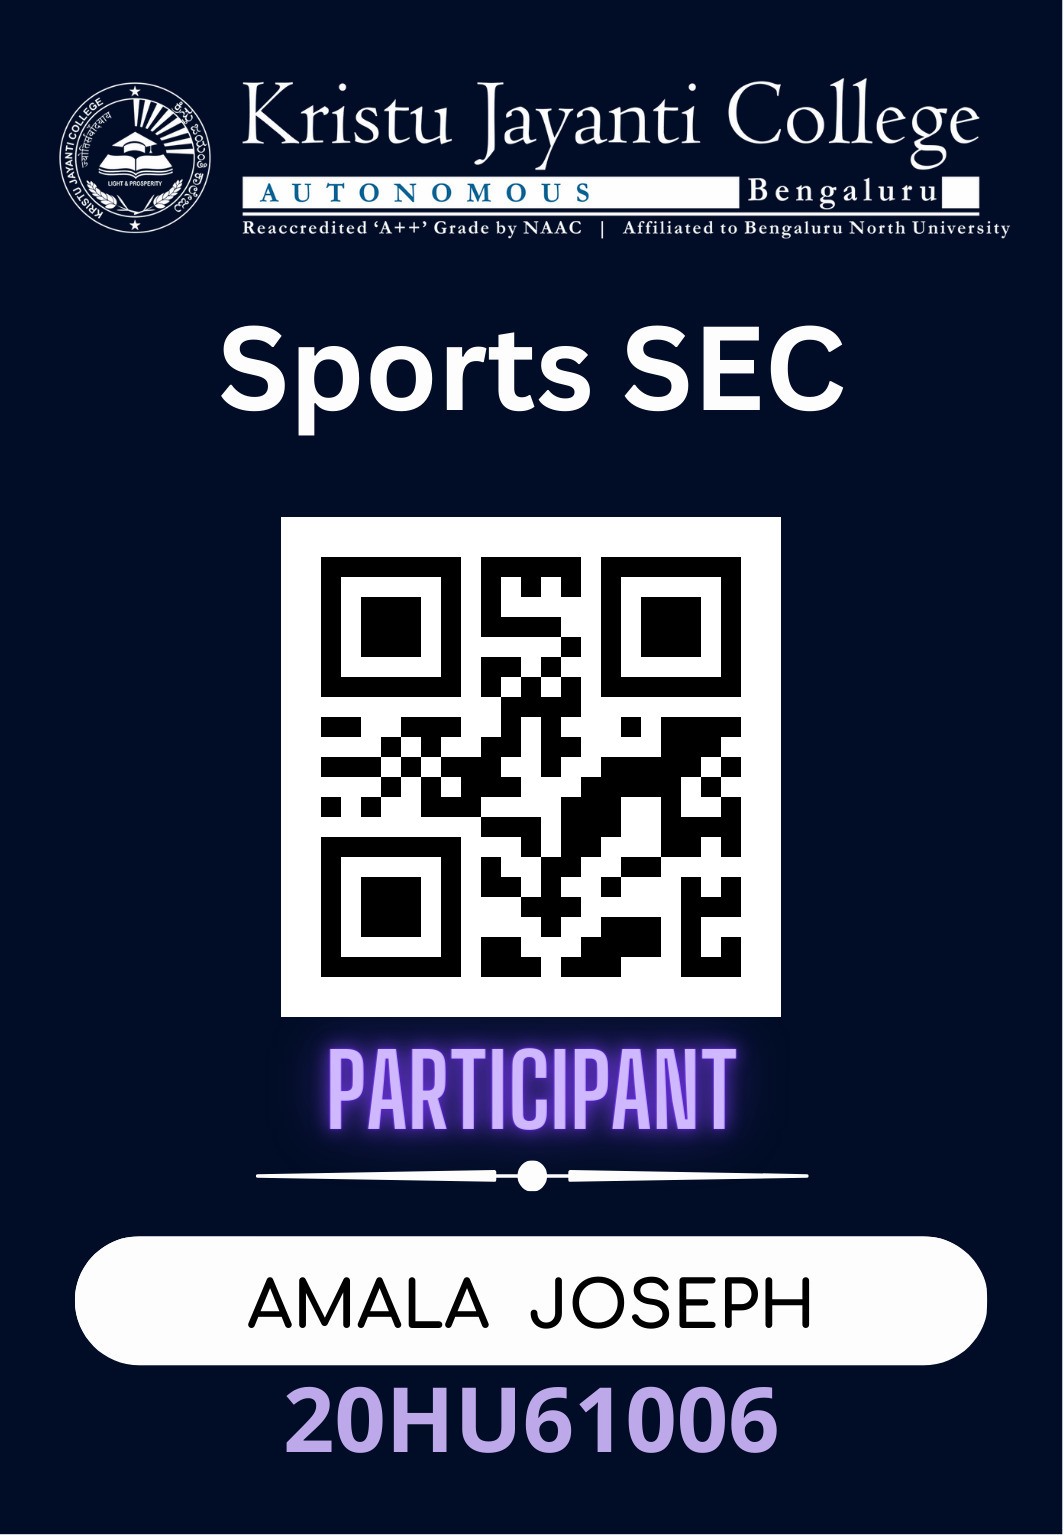 KRISTU JAYANTI COLLEGE
ಕ್ರಿಸ್ತು ಜಯಂತಿ ಕಾಲೇಜು
LIGHT & PROSPERITY
Kristu Jayanti College
AUTONOMOUS Bengaluru
Reaccredited ‘A++’ Grade by NAAC | Affiliated to Bengaluru North University
Sports SEC
PARTICIPANT
AMALA JOSEPH
20HU61006